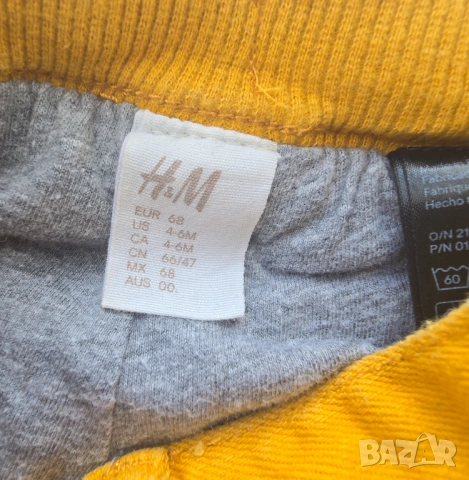 H&M
EUR 68
US 4-6M
CA 4-6M
CN 66/47
MX 68
AUS 00.
Hecho
O/N 21
P/N 01
60
BAZAR